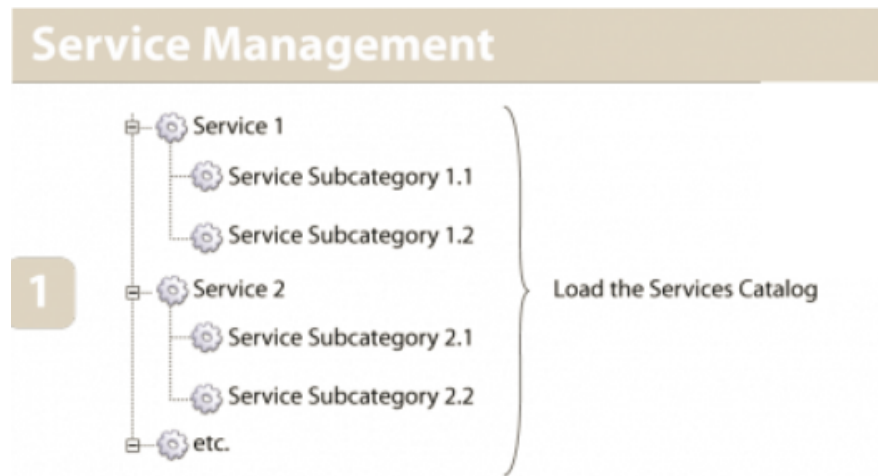 Service Management
Service 1
Service Subcategory 1.1
Service Subcategory 1.2
1
Service 2
Load the Services Catalog
Service Subcategory 2.1
Service Subcategory 2.2
etc.